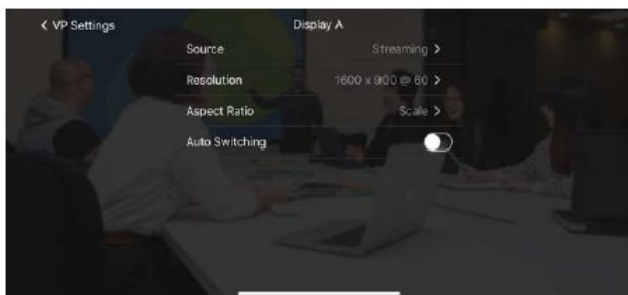 < VP Settings Display A
Source Streaming >
Resolution 1600 x 900 @ 60 >
Aspect Ratio Scale >
Auto Switching